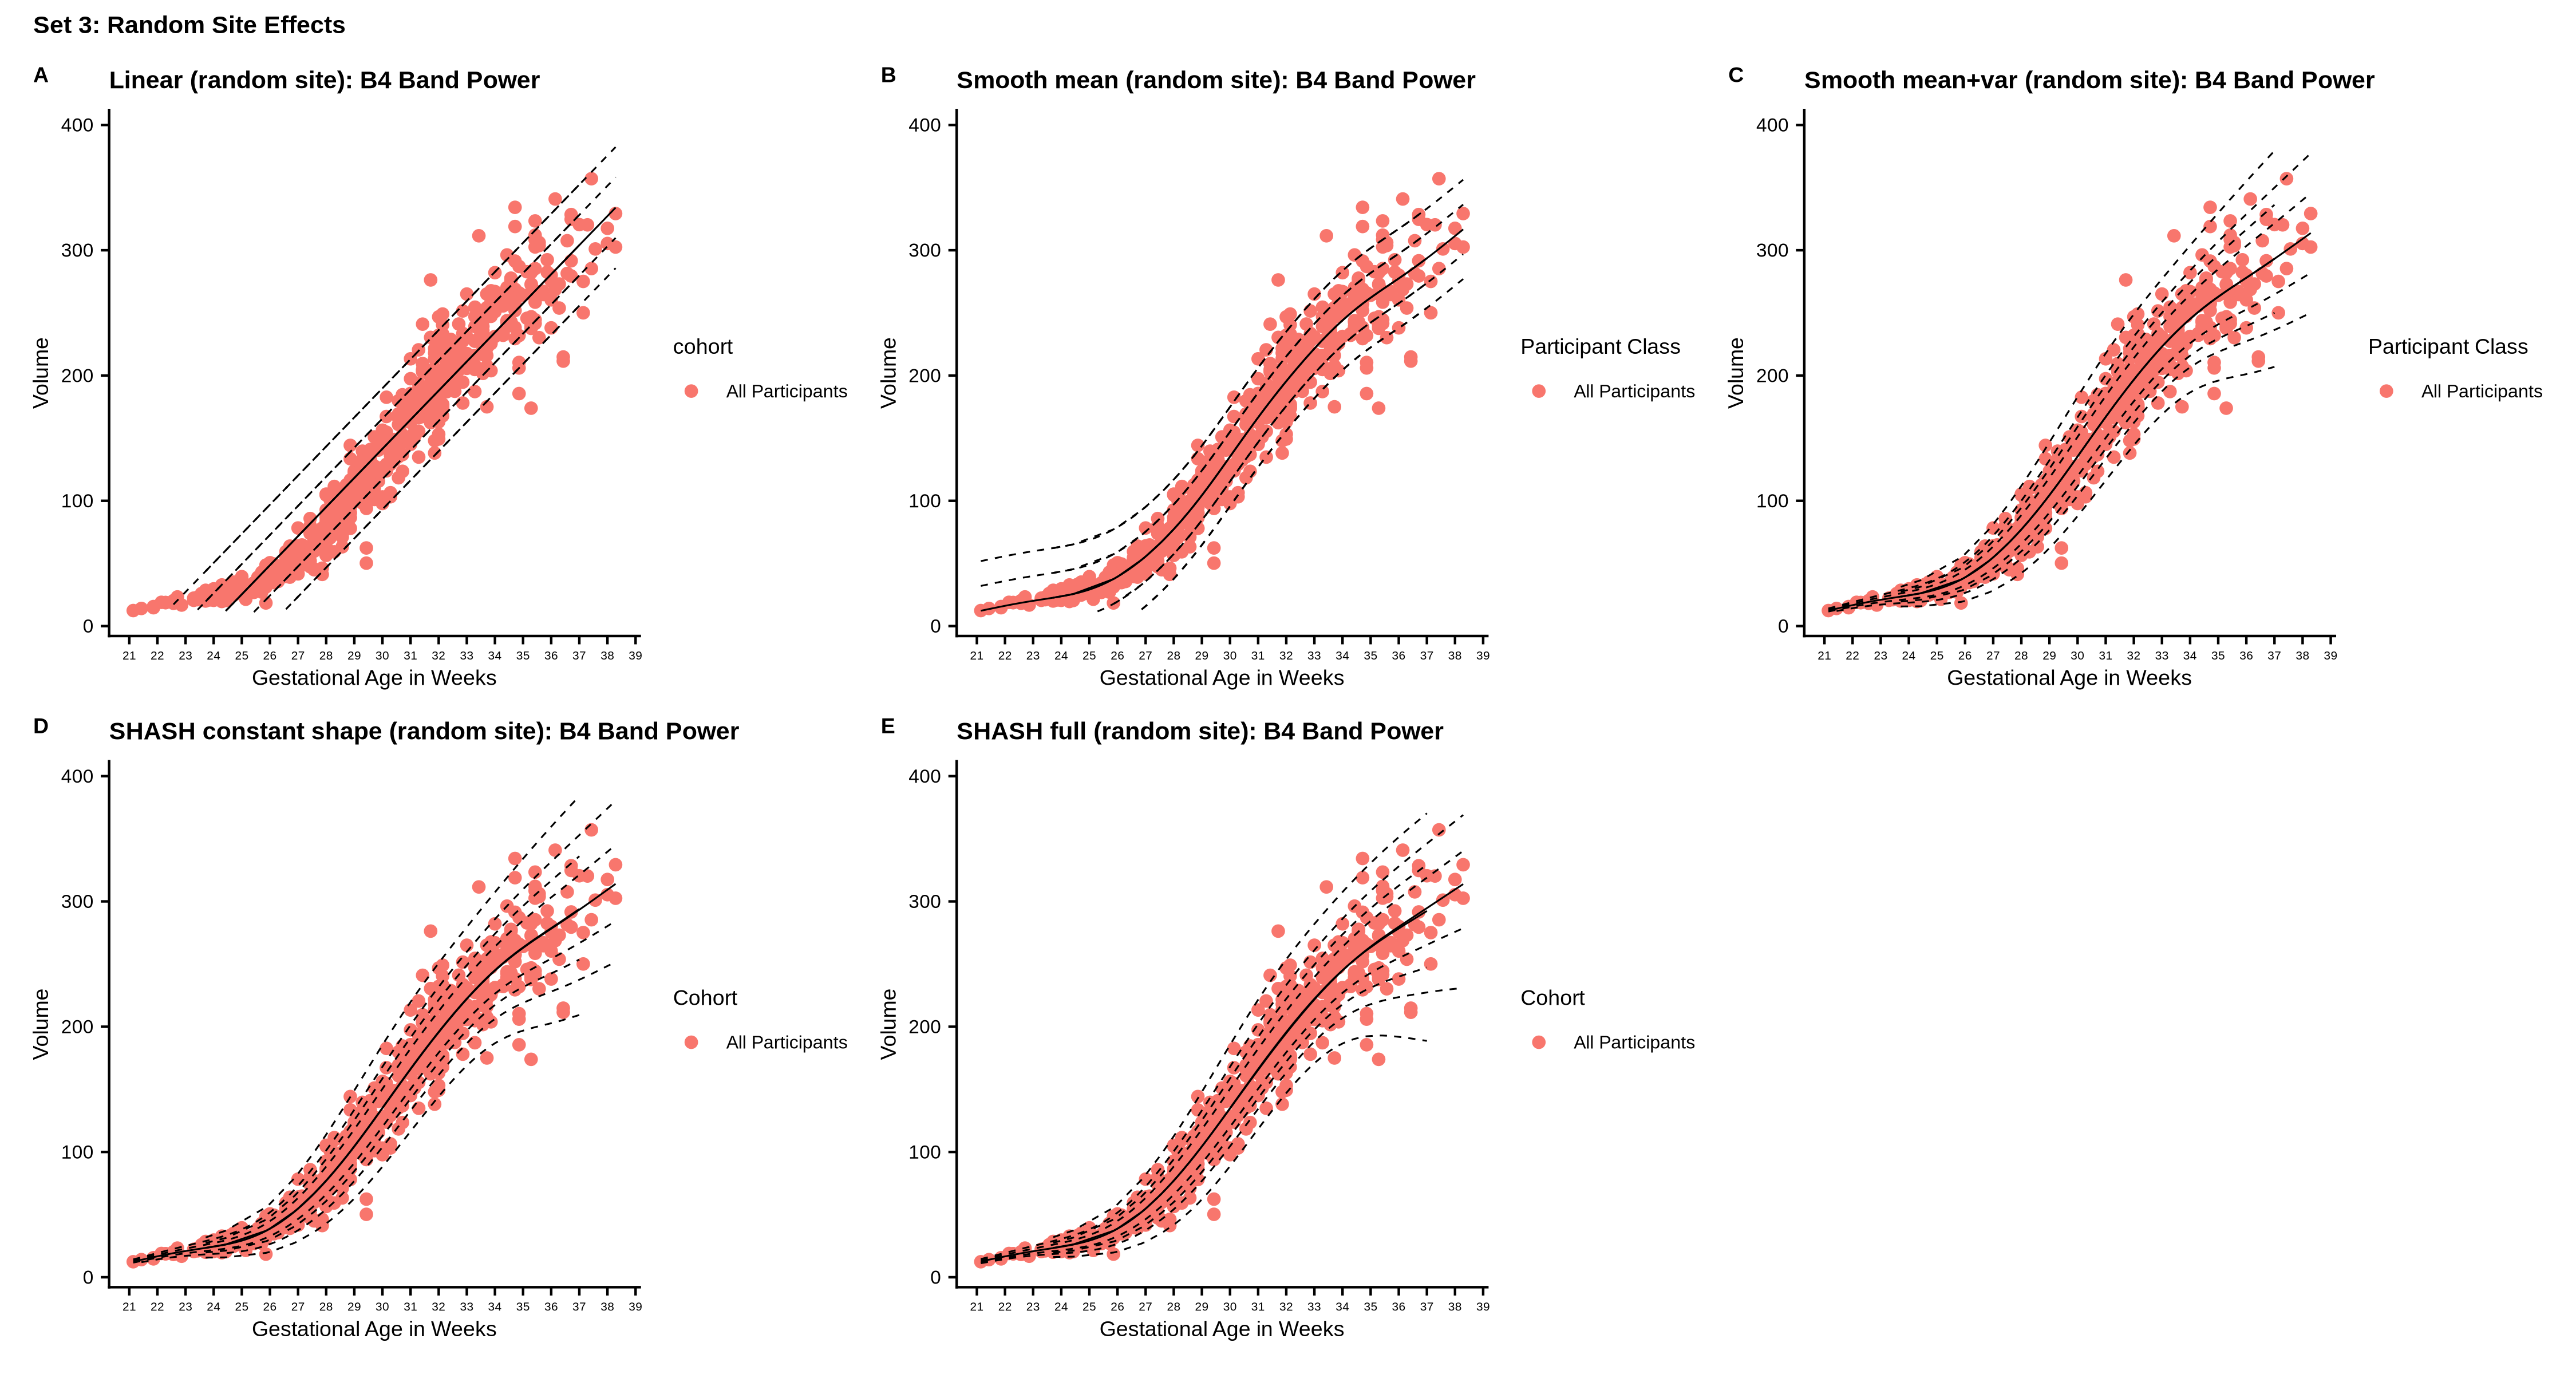 Set 3: Random Site Effects
A
Linear (random site): B4 Band Power
400
300
200
100
0
Volume
21 22 23 24 25 26 27 28 29 30 31 32 33 34 35 36 37 38 39
Gestational Age in Weeks
cohort
All Participants
B
Smooth mean (random site): B4 Band Power
400
300
200
100
0
Volume
21 22 23 24 25 26 27 28 29 30 31 32 33 34 35 36 37 38 39
Gestational Age in Weeks
Participant Class
All Participants
C
Smooth mean+var (random site): B4 Band Power
400
300
200
100
0
Volume
21 22 23 24 25 26 27 28 29 30 31 32 33 34 35 36 37 38 39
Gestational Age in Weeks
Participant Class
All Participants
D
SHASH constant shape (random site): B4 Band Power
400
300
200
100
0
Volume
21 22 23 24 25 26 27 28 29 30 31 32 33 34 35 36 37 38 39
Gestational Age in Weeks
Cohort
All Participants
E
SHASH full (random site): B4 Band Power
400
300
200
100
0
Volume
21 22 23 24 25 26 27 28 29 30 31 32 33 34 35 36 37 38 39
Gestational Age in Weeks
Cohort
All Participants